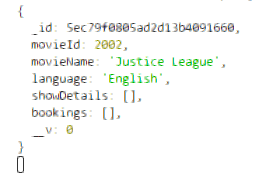 {
_id: 5ec79f0805ad2d13b4091660,
movieId: 2002,
movieName: 'Justice League',
language: 'English',
showDetails: [],
bookings: [],
__v: 0
}